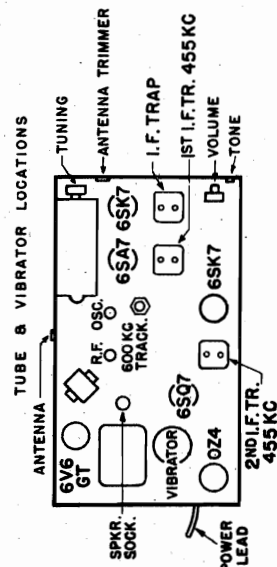 TUBE & VIBRATOR LOCATIONS
ANTENNA
TUNING
ANTENNA TRIMMER
I.F. TRAP
1ST I.F. TR. 455 KC
VOLUME
TONE
6V6
GT
R.F.
OSC.
600 KC
TRACK.
6SA7
6SK7
SPKR.
SOCK.
VIBRATOR
6SQ7
6SK7
OZ4
2ND I.F. TR.
455 KC
POWER
LEAD